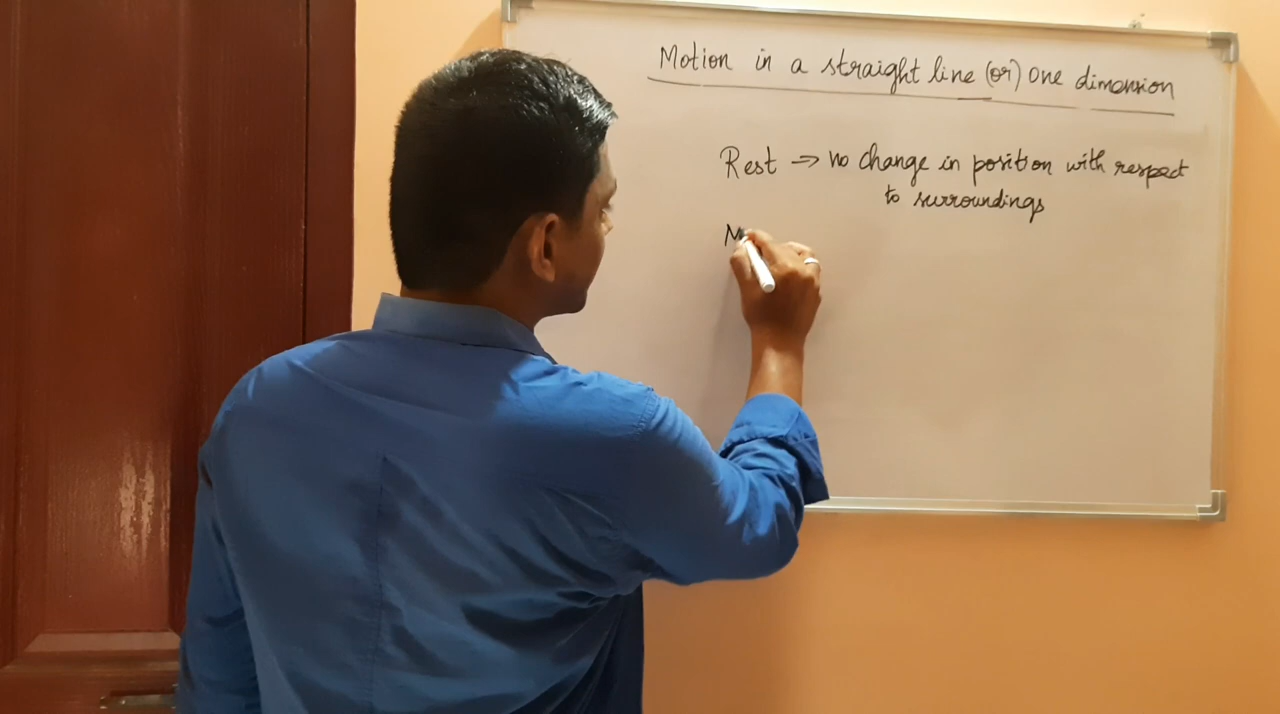 Motion in a straight line (or) one dimension
Rest ⇒ no change in position with respect
to surroundings
M